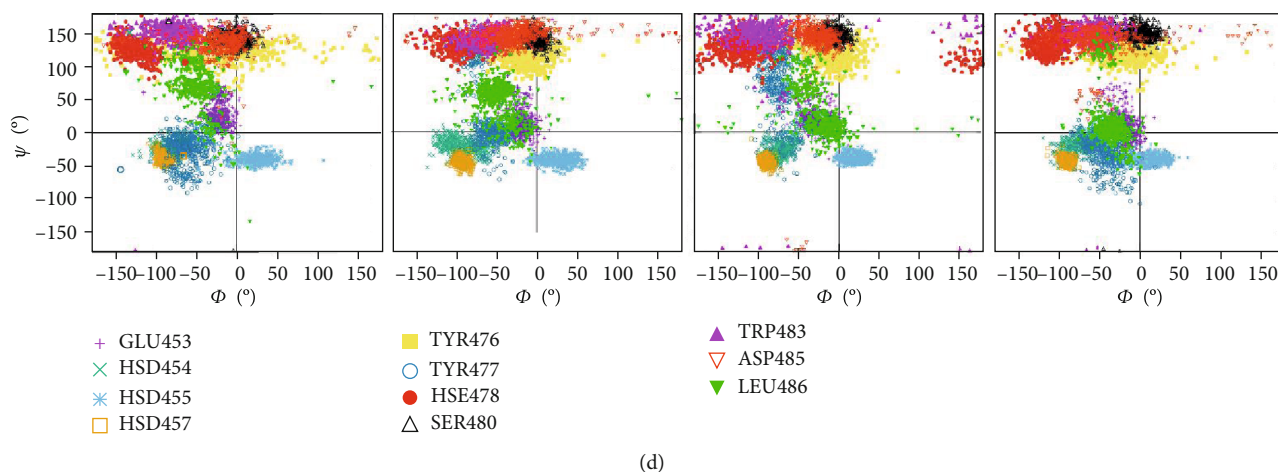 150
100
50
0
−50
−100
−150
ψ (º)
−150 −100 −50 0 50 100 150
Φ (º)
−150 −100 −50 0 50 100 150
Φ (º)
−150 −100 −50 0 50 100 150
Φ (º)
−150 −100 −50 0 50 100 150
Φ (º)
GLU453
HSD454
HSD455
HSD457
TYR476
TYR477
HSE478
SER480
TRP483
ASP485
LEU486
(d)